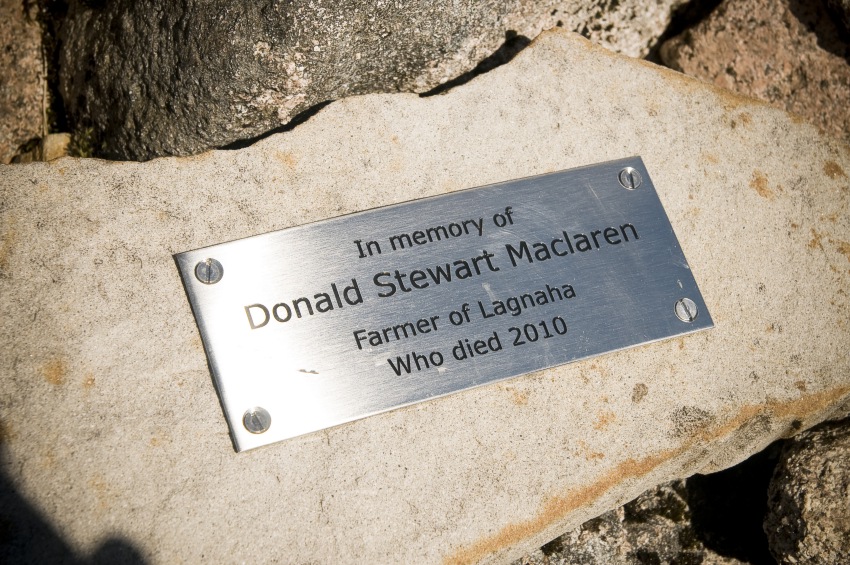 In memory of
Donald Stewart Maclaren
Farmer of Lagnaha
Who died 2010